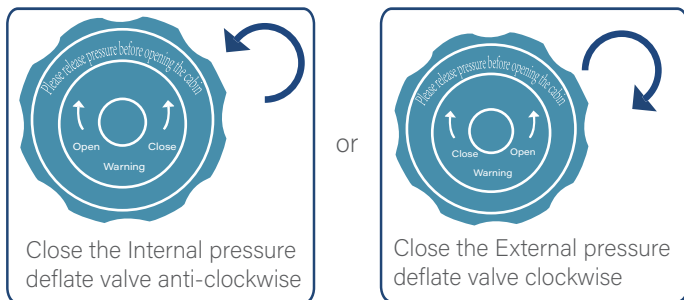 Please release pressure before opening the cabin
Open
Close
Warning
Close the Internal pressure
deflate valve anti-clockwise
or
Please release pressure before opening the cabin
Close
Open
Warning
Close the External pressure
deflate valve clockwise